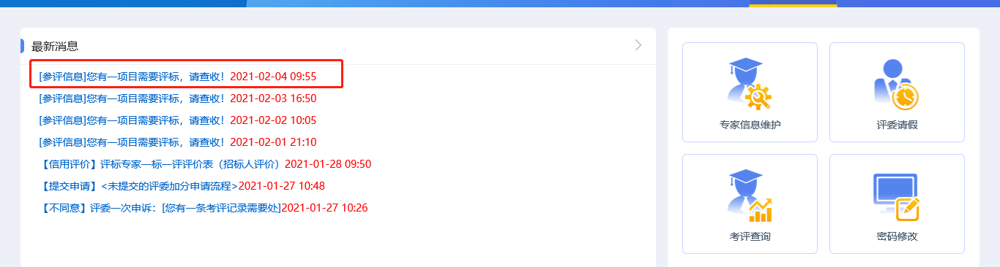 最新消息
[参评信息]您有一项目需要评标，请查收！2021-02-04 09:55
[参评信息]您有一项目需要评标，请查收！2021-02-03 16:50
[参评信息]您有一项目需要评标，请查收！2021-02-02 10:05
[参评信息]您有一项目需要评标，请查收！2021-02-01 21:10
【信用评价】评标专家一标一评评价表（招标人评价）2021-01-28 09:50
【提交申请】<未提交的评委加分申请流程>2021-01-27 10:48
【不同意】评委一次申诉：[您有一条考评记录需要处]2021-01-27 10:26
专家信息维护
评委请假
考评查询
密码修改